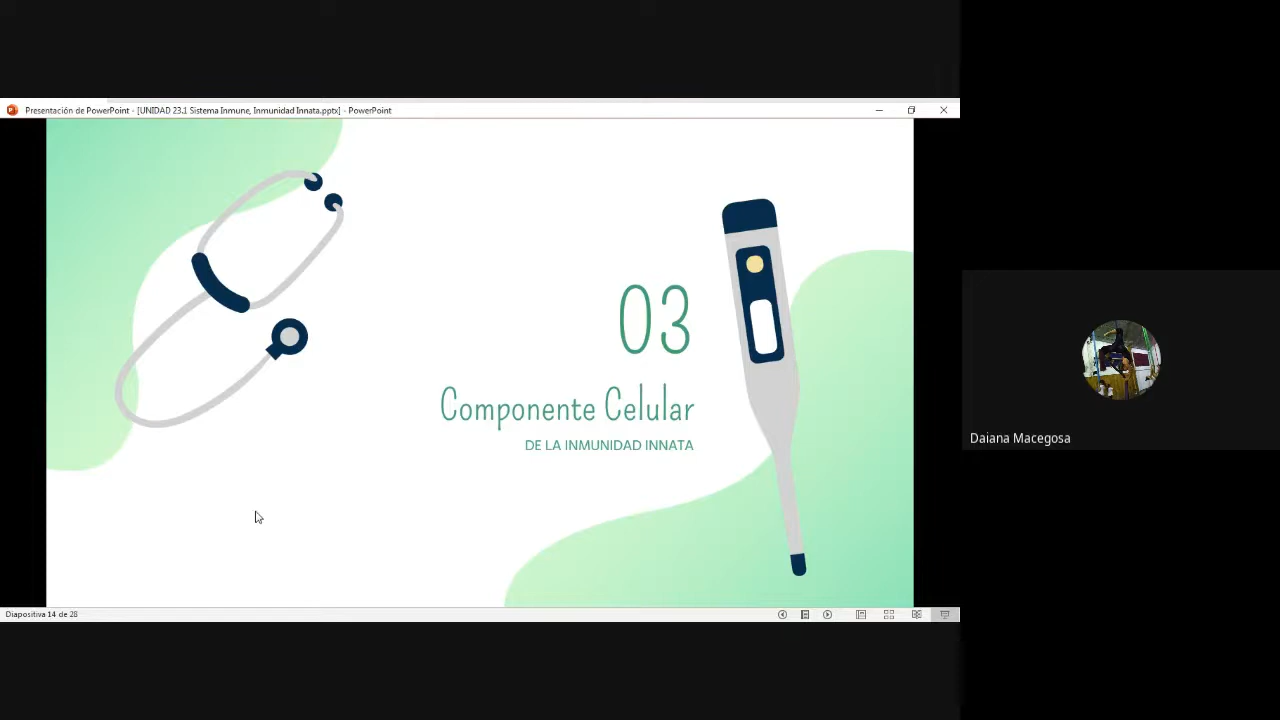 Presentación de PowerPoint - [UNIDAD 23.1 Sistema Inmune, Inmunidad Innata.pptx] - PowerPoint
03
Componente Celular
DE LA INMUNIDAD INNATA
Daiana Macegosa
Diapositiva 14 de 28